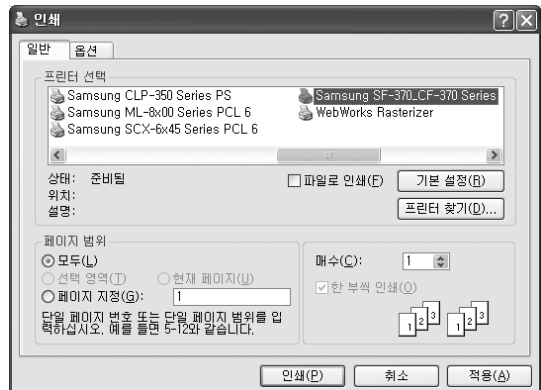 인쇄
일반 옵션
프린터 선택
Samsung CLP-350 Series PS Samsung SF-370_CF-370 Series
Samsung ML-8x00 Series PCL 6 WebWorks Rasterizer
Samsung SCX-6x45 Series PCL 6
상태: 준비됨 파일로 인쇄(F) 기본 설정(R)
위치:
설명: 프린터 찾기(D)...
페이지 범위
모두(L)
선택 영역(T) 현재 페이지(U)
페이지 지정(G): 1
단일 페이지 번호 또는 단일 페이지 범위를 입
력하십시오. 예를 들면 5-12와 같습니다.
매수(C): 1
한 부씩 인쇄(O)
1 2 3 1 2 3
인쇄(P) 취소 적용(A)